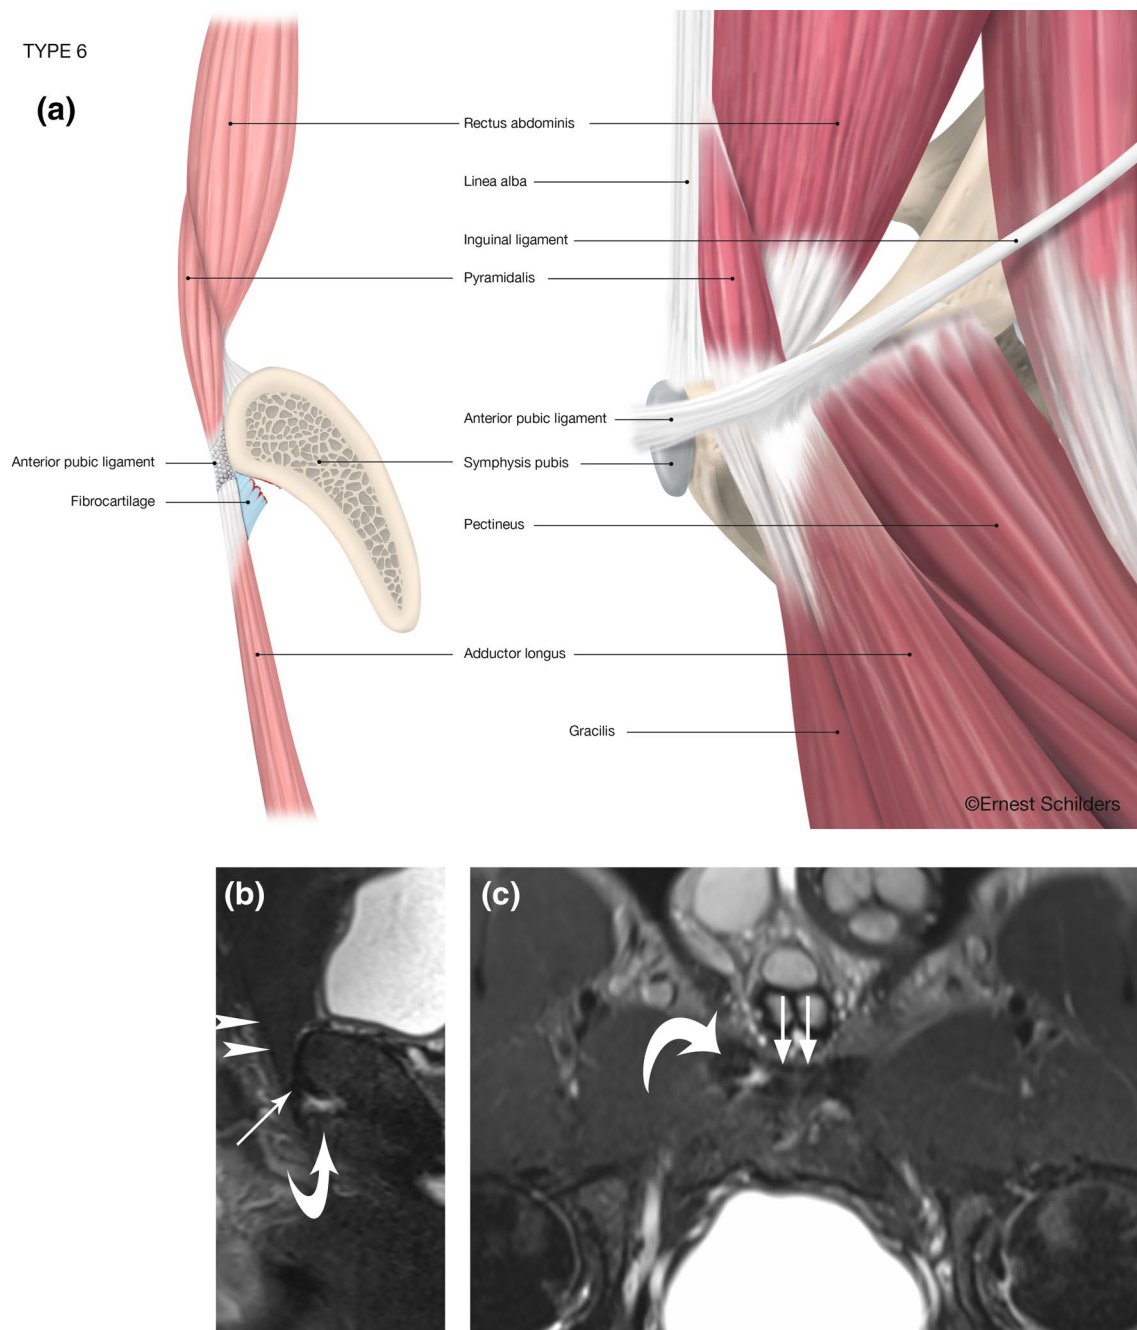 TYPE 6
(a)
Rectus abdominis
Linea alba
Inguinal ligament
Pyramidalis
Anterior pubic ligament
Symphysis pubis
Anterior pubic ligament
Fibrocartilage
Pectineus
Adductor longus
Gracilis
©Ernest Schilders
(b)
(c)